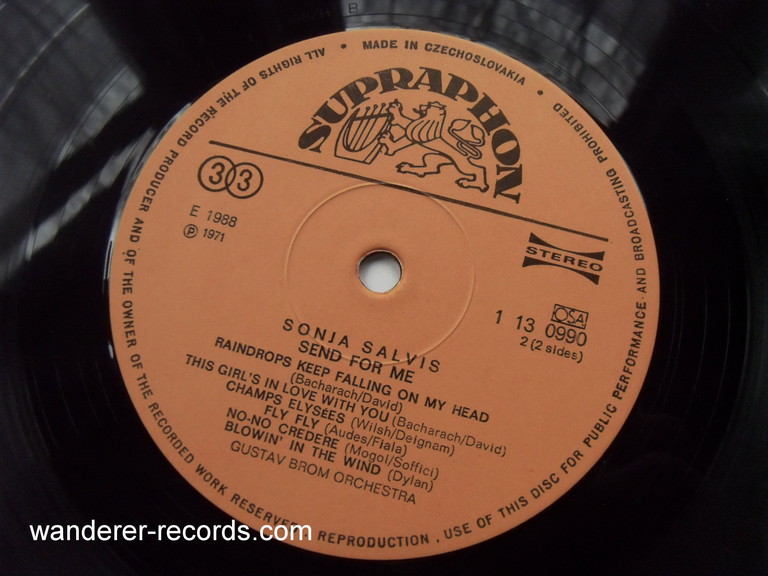 B
MADE IN CZECHOSLOVAKIA • ALL RIGHTS OF THE RECORD PRODUCER AND OF THE OWNER OF THE RECORDED WORK RESERVED REPRODUCTION . USE OF THIS DISC FOR PUBLIC PERFORMANCE AND BROADCASTING PROHIBITED •
SUPRAPHON
33
E 1988
℗ 1971
STEREO
OSA
1 13 0990
2 (2 sides)
SONJA SALVIS
SEND FOR ME
RAINDROPS KEEP FALLING ON MY HEAD
(Bacharach/David)
THIS GIRL'S IN LOVE WITH YOU (Bacharach/David)
CHAMPS ELYSEES (Wilsh/Deignam)
FLY FLY (Audes/Fiala)
NO-NO CREDERE (Mogol/Soffici)
BLOWIN' IN THE WIND (Dylan)
GUSTAV BROM ORCHESTRA
wanderer-records.com